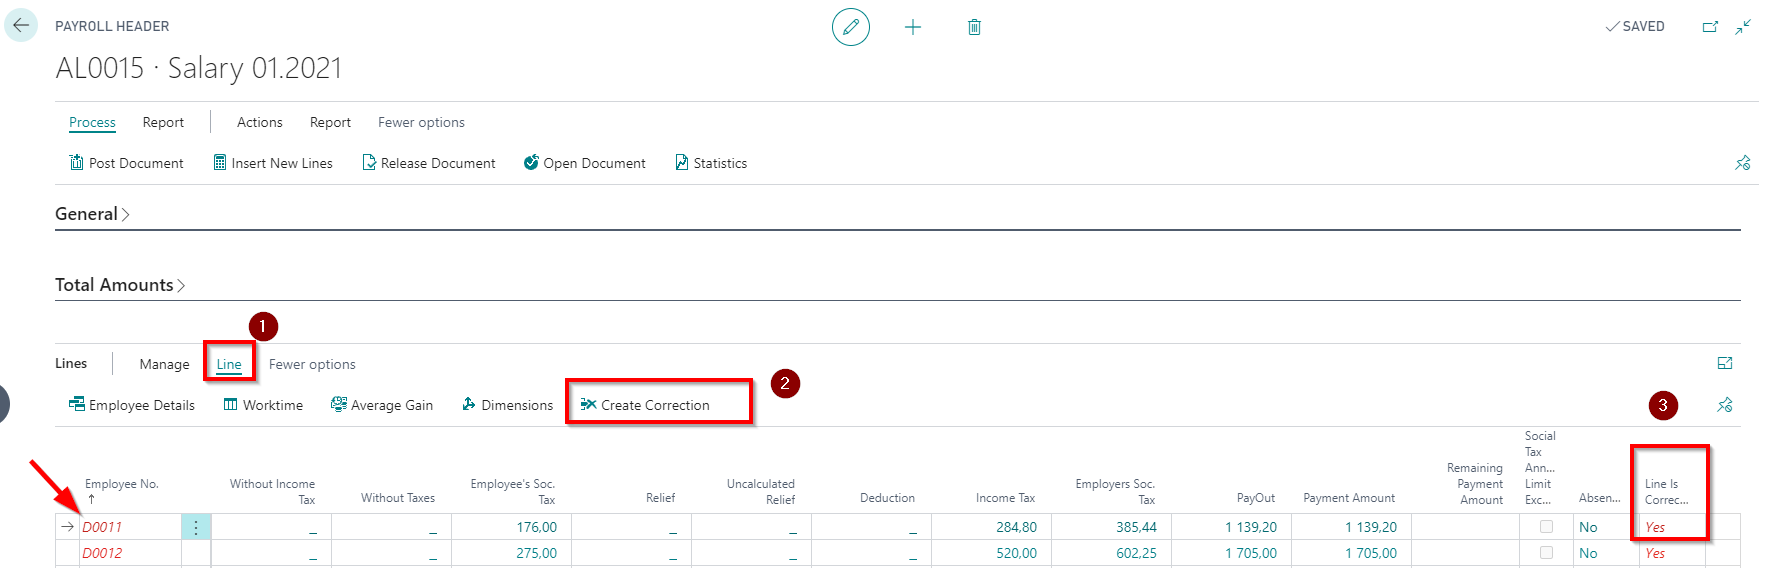 PAYROLL HEADER
SAVED
AL0015 · Salary 01.2021
Process Report Actions Report Fewer options
Post Document Insert New Lines Release Document Open Document Statistics
General
Total Amounts
1
Lines Manage Line Fewer options
2
Employee Details Worktime Average Gain Dimensions Create Correction
3
Employee No. ↑ Without Income Tax Without Taxes Employee's Soc. Tax Relief Uncalculated Relief Deduction Income Tax Employers Soc. Tax PayOut Payment Amount Remaining Payment Amount Social Tax Ann... Limit Exc... Absen... Line Is Correc...
D0011 _ _ 176,00 _ _ _ 284,80 385,44 1 139,20 1 139,20 No Yes
D0012 _ _ 275,00 _ _ _ 520,00 602,25 1 705,00 1 705,00 No Yes